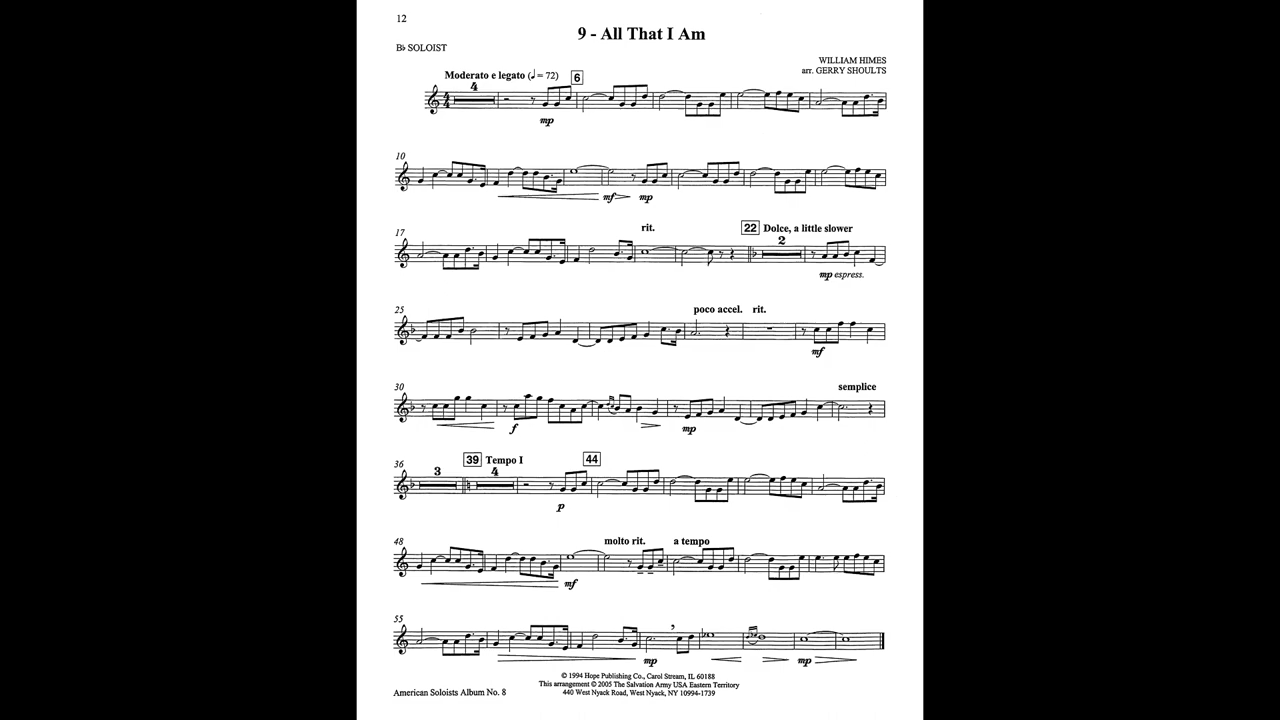 12
9 - All That I Am
B♭ SOLOIST
WILLIAM HIMES
arr. GERRY SHOULTS
Moderato e legato (♩ = 72) 6
4
mp
10
mf mp
17 rit. 22 Dolce, a little slower
2
mp espress.
25 poco accel. rit.
mf
30 semplice
f mp
36 39 Tempo I 44
3 4
p
48 molto rit. a tempo
mf
55
mp mp
© 1994 Hope Publishing Co., Carol Stream, IL 60188
This arrangement © 2005 The Salvation Army USA Eastern Territory
American Soloists Album No. 8 440 West Nyack Road, West Nyack, NY 10994-1739